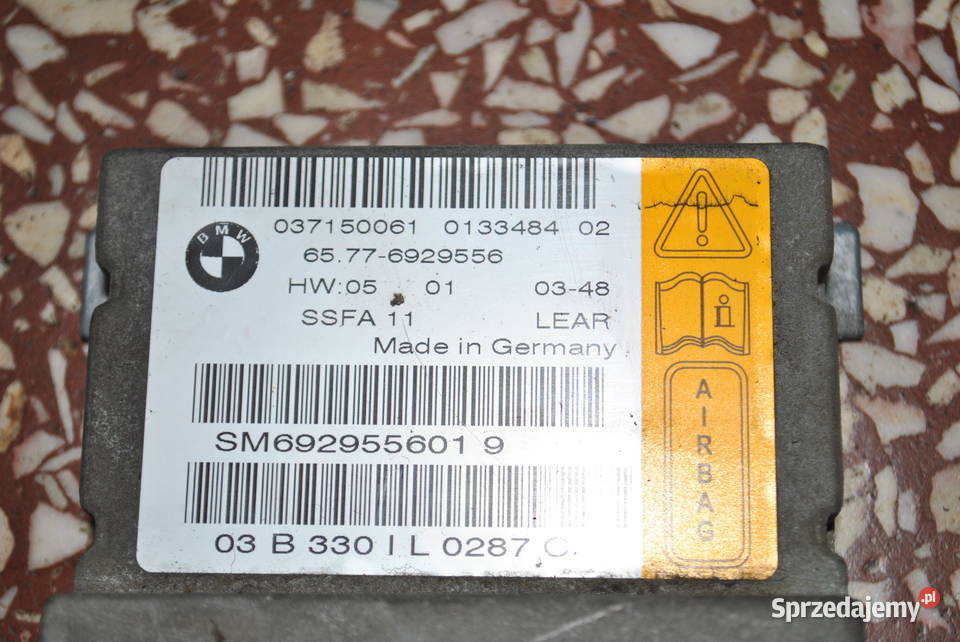 037150061 0133484 02
BMW
65.77-6929556
HW:05 01 03-48
SSFA 11 LEAR
Made in Germany
SM692955601 9
03 B 330 I L 0287 C
i
AIRBAG
Sprzedajemy.pl